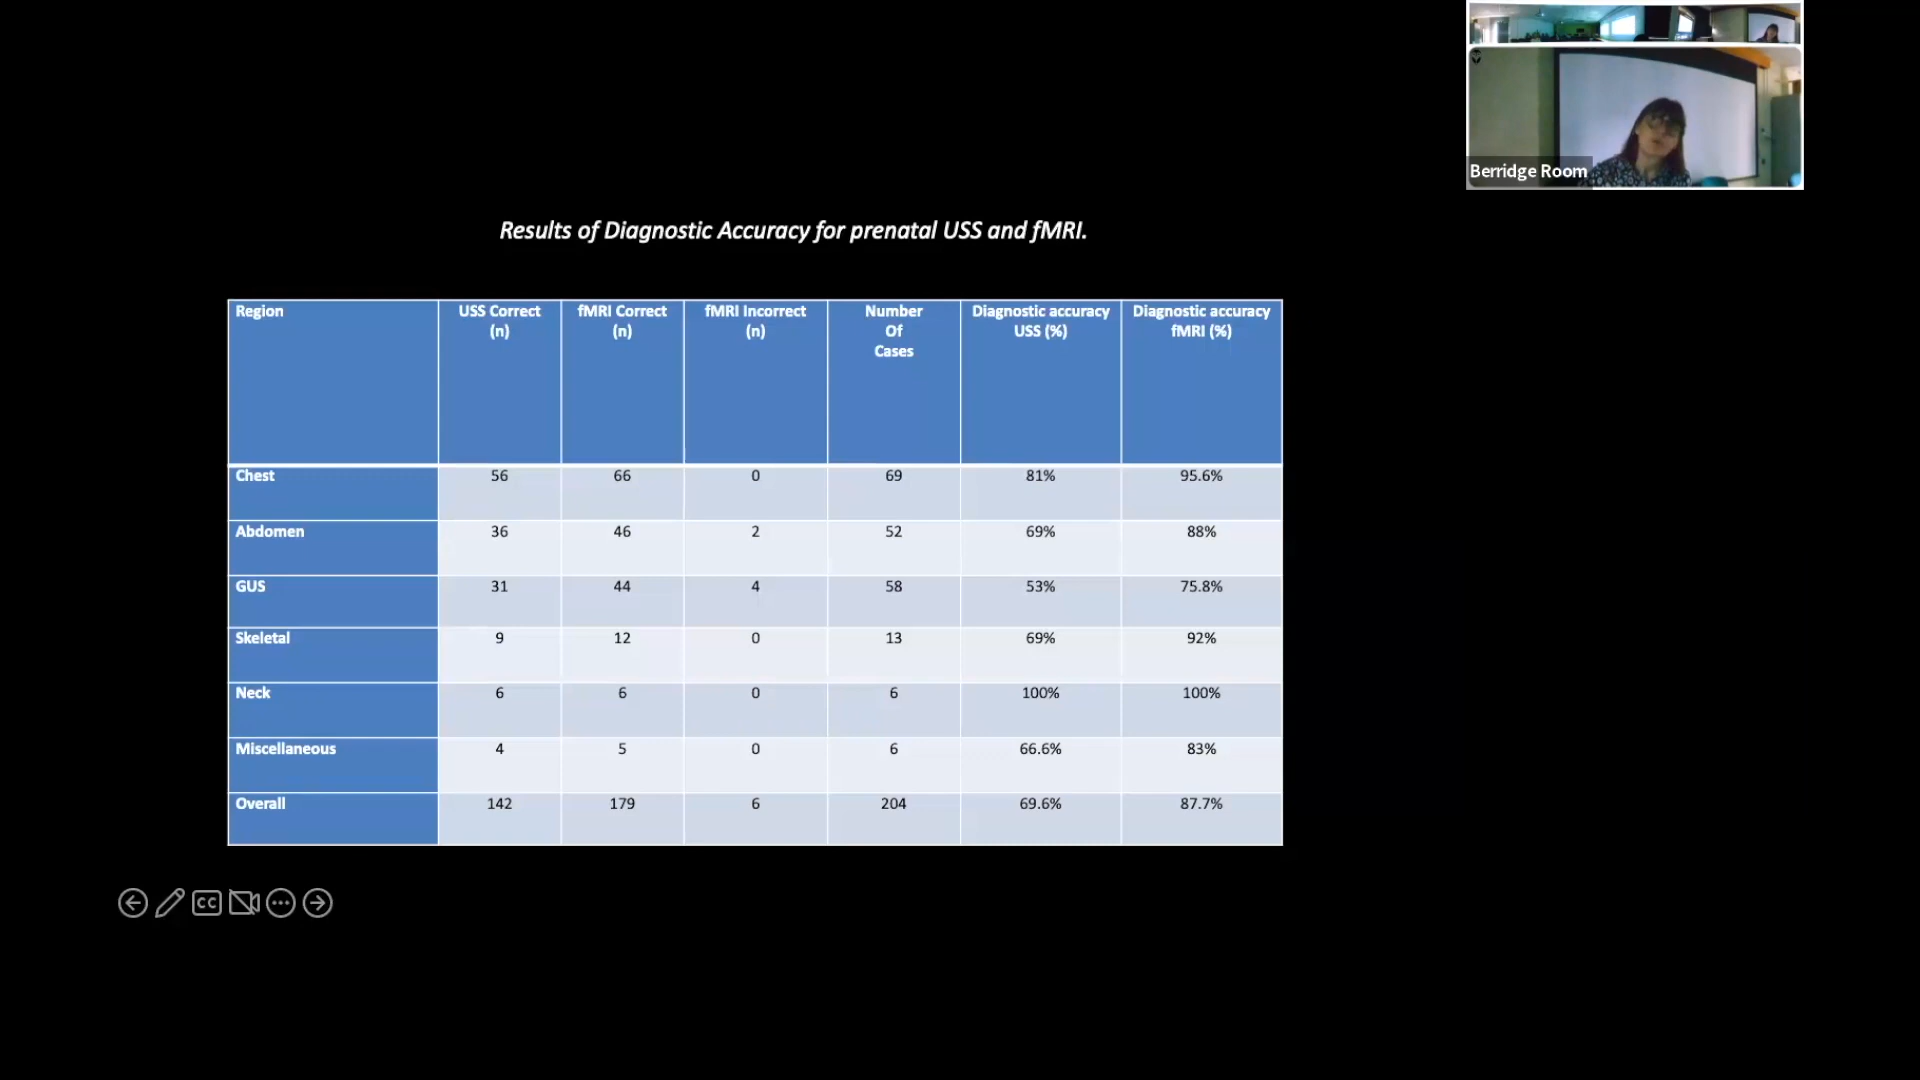 Berridge Room
Results of Diagnostic Accuracy for prenatal USS and fMRI.
Region USS Correct (n) fMRI Correct (n) fMRI Incorrect (n) Number Of Cases Diagnostic accuracy USS (%) Diagnostic accuracy fMRI (%)
Chest 56 66 0 69 81% 95.6%
Abdomen 36 46 2 52 69% 88%
GUS 31 44 4 58 53% 75.8%
Skeletal 9 12 0 13 69% 92%
Neck 6 6 0 6 100% 100%
Miscellaneous 4 5 0 6 66.6% 83%
Overall 142 179 6 204 69.6% 87.7%
CC